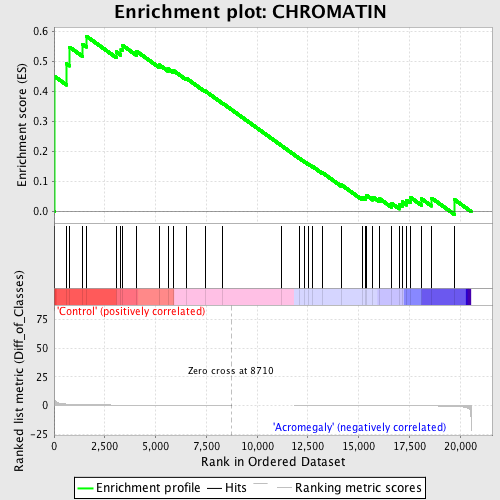 Enrichment plot: CHROMATIN
Enrichment score (ES)
0.6
0.5
0.4
0.3
0.2
0.1
0.0
'Control' (positively correlated)
Ranked list metric (Diff_of_Classes)
75
50
25
0
-25
Zero cross at 8710
'Acromegaly' (negatively correlated)
0 2,500 5,000 7,500 10,000 12,500 15,000 17,500 20,000
Rank in Ordered Dataset
Enrichment profile Hits Ranking metric scores